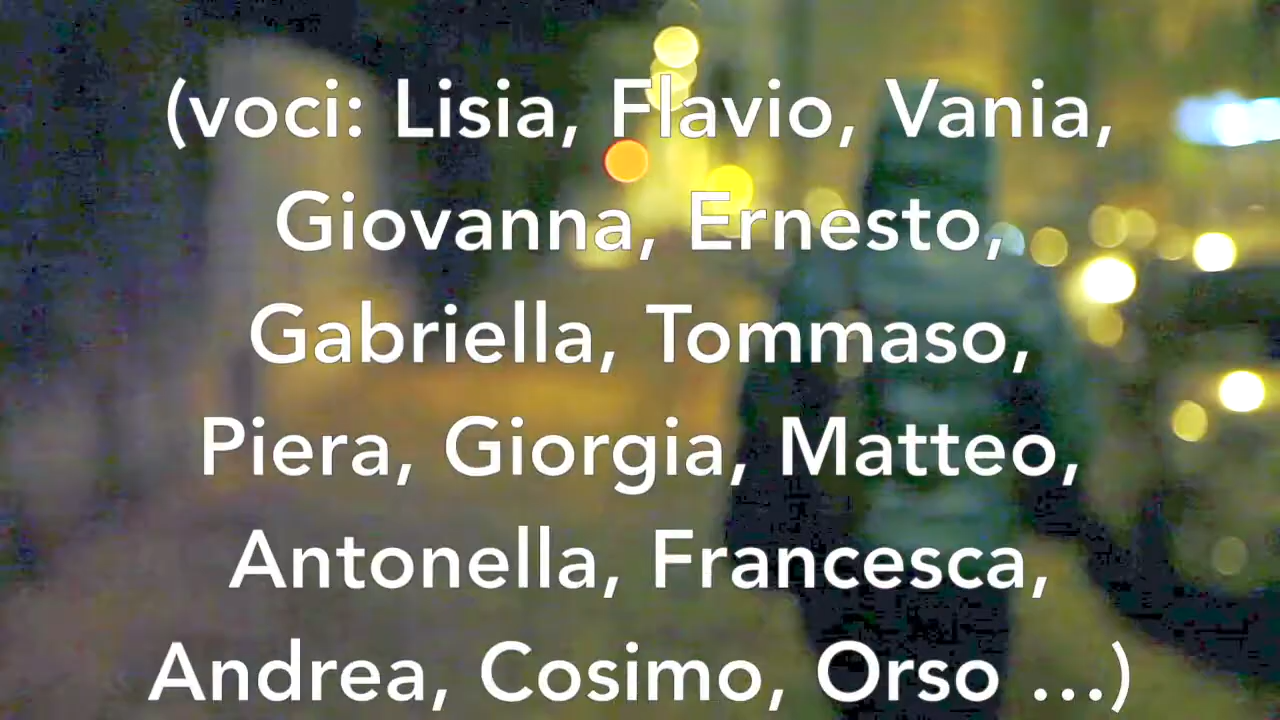 (voci: Lisia, Flavio, Vania,
Giovanna, Ernesto,
Gabriella, Tommaso,
Piera, Giorgia, Matteo,
Antonella, Francesca,
Andrea, Cosimo, Orso …)